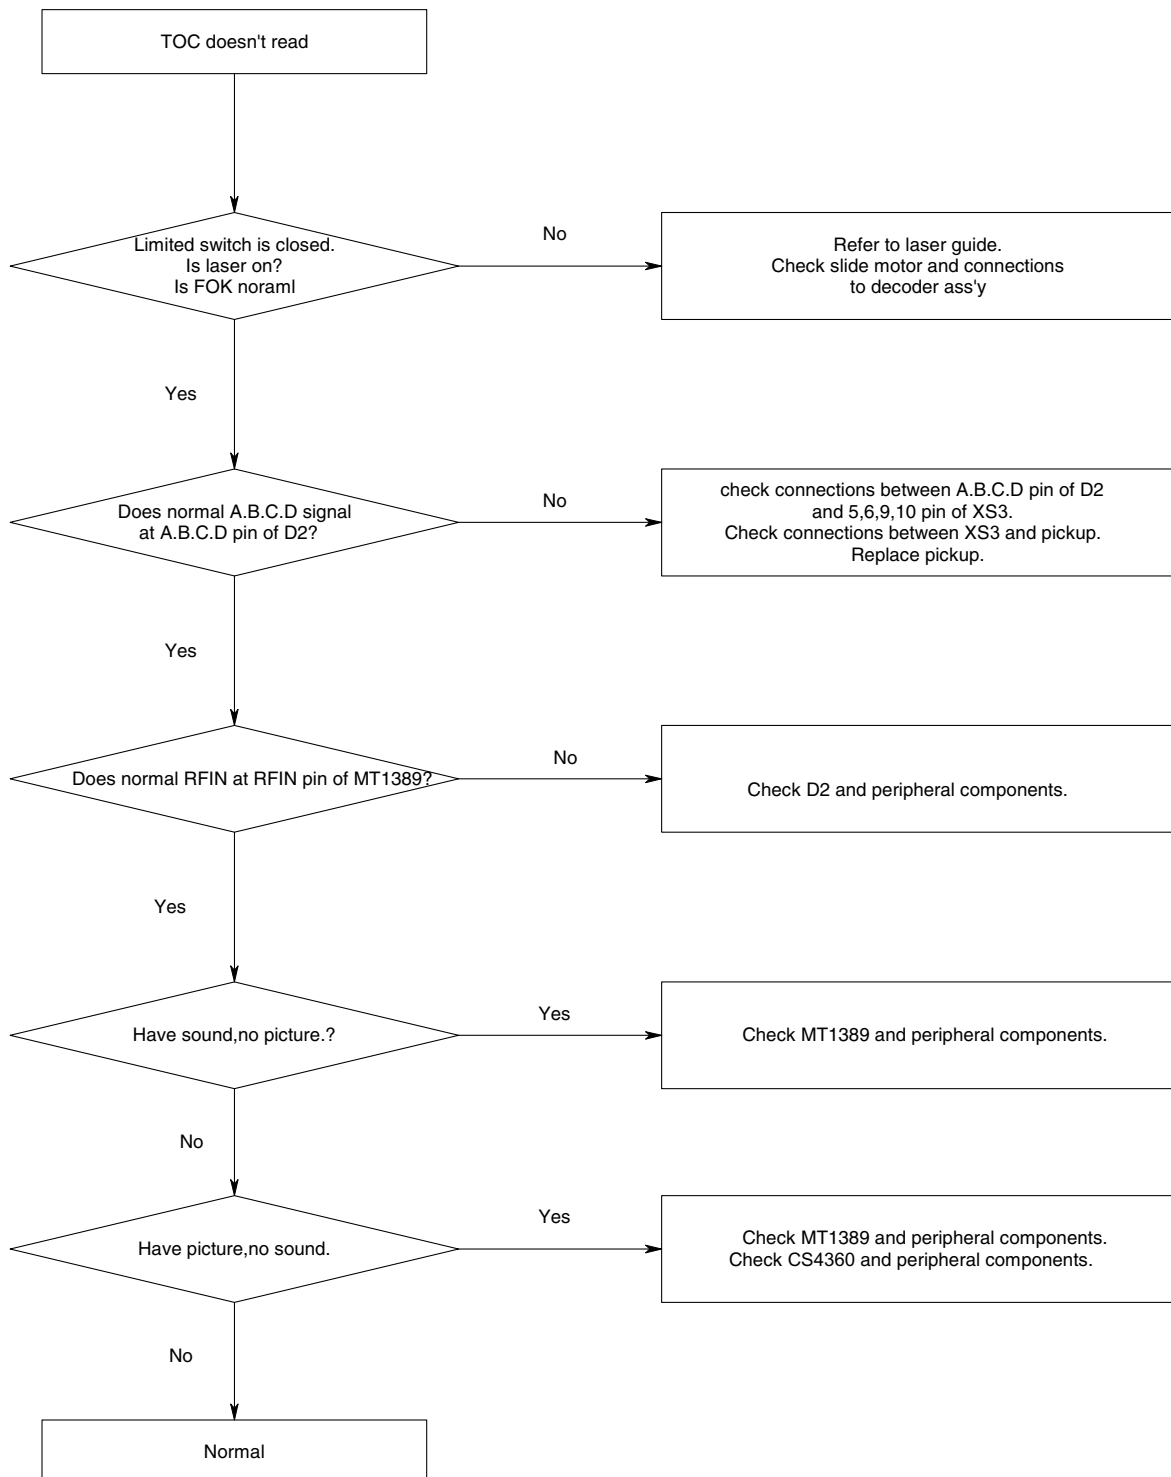 TOC doesn't read
Limited switch is closed.
Is laser on?
Is FOK noraml
No
Refer to laser guide.
Check slide motor and connections
to decoder ass'y
Yes
Does normal A.B.C.D signal
at A.B.C.D pin of D2?
No
check connections between A.B.C.D pin of D2
and 5,6,9,10 pin of XS3.
Check connections between XS3 and pickup.
Replace pickup.
Yes
Does normal RFIN at RFIN pin of MT1389?
No
Check D2 and peripheral components.
Yes
Have sound,no picture.?
Yes
Check MT1389 and peripheral components.
No
Have picture,no sound.
Yes
Check MT1389 and peripheral components.
Check CS4360 and peripheral components.
No
Normal